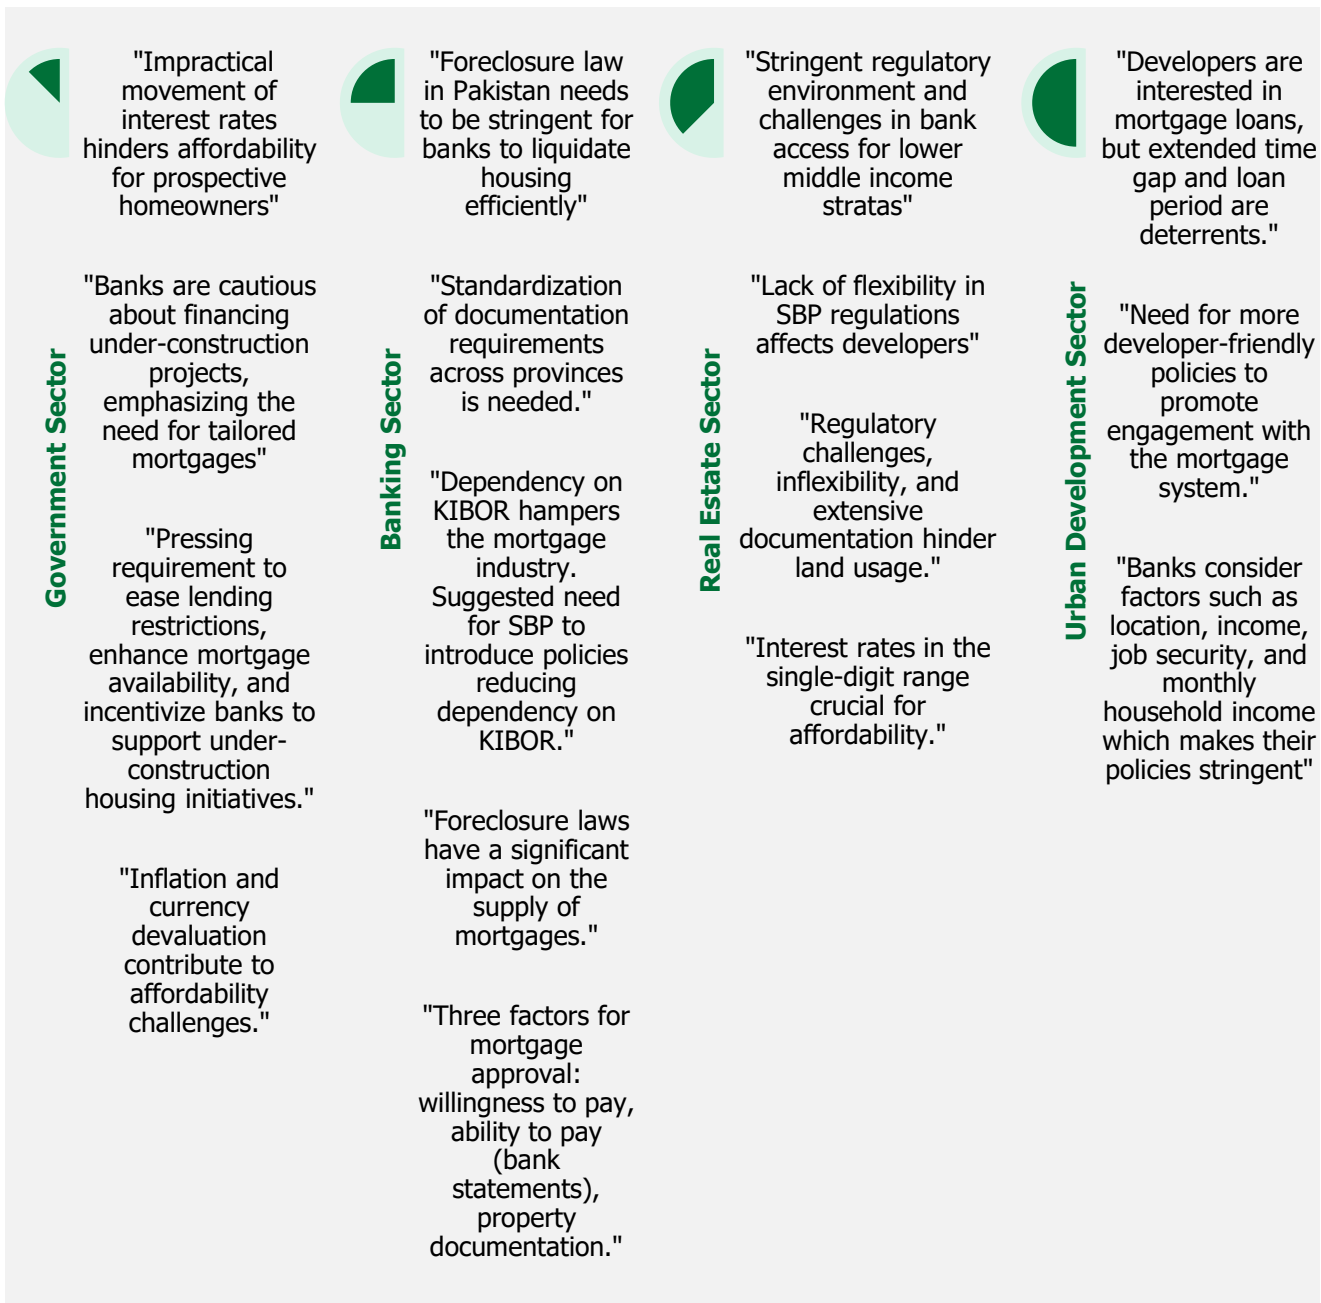 Government Sector
"Impractical
movement of
interest rates
hinders affordability
for prospective
homeowners"
"Banks are cautious
about financing
under-construction
projects,
emphasizing the
need for tailored
mortgages"
"Pressing
requirement to
ease lending
restrictions,
enhance mortgage
availability, and
incentivize banks to
support under-
construction
housing initiatives."
"Inflation and
currency
devaluation
contribute to
affordability
challenges."
Banking Sector
"Foreclosure law
in Pakistan needs
to be stringent for
banks to liquidate
housing
efficiently"
"Standardization
of documentation
requirements
across provinces
is needed."
"Dependency on
KIBOR hampers
the mortgage
industry.
Suggested need
for SBP to
introduce policies
reducing
dependency on
KIBOR."
"Foreclosure laws
have a significant
impact on the
supply of
mortgages."
"Three factors for
mortgage
approval:
willingness to pay,
ability to pay
(bank
statements),
property
documentation."
Real Estate Sector
"Stringent regulatory
environment and
challenges in bank
access for lower
middle income
stratas"
"Lack of flexibility in
SBP regulations
affects developers"
"Regulatory
challenges,
inflexibility, and
extensive
documentation hinder
land usage."
"Interest rates in the
single-digit range
crucial for
affordability."
Urban Development Sector
"Developers are
interested in
mortgage loans,
but extended time
gap and loan
period are
deterrents."
"Need for more
developer-friendly
policies to
promote
engagement with
the mortgage
system."
"Banks consider
factors such as
location, income,
job security, and
monthly
household income
which makes their
policies stringent"